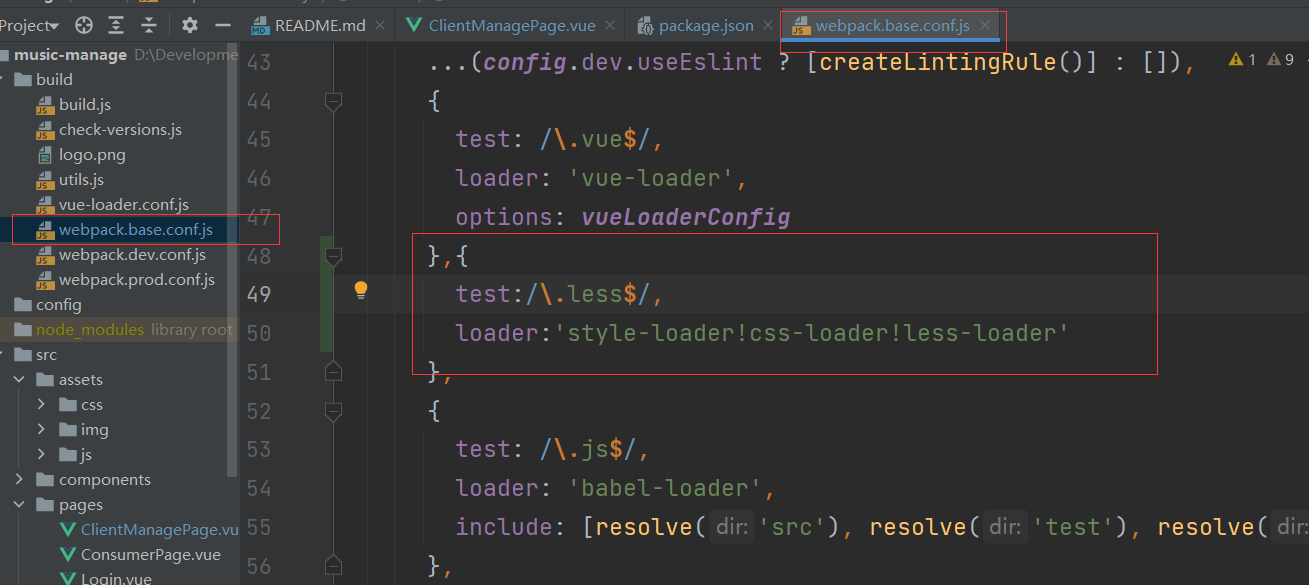 Project
README.md
ClientManagePage.vue
package.json
webpack.base.conf.js
music-manage D:\Developme
build
build.js
check-versions.js
logo.png
utils.js
vue-loader.conf.js
webpack.base.conf.js
webpack.dev.conf.js
webpack.prod.conf.js
config
node_modules library root
src
assets
css
img
js
components
pages
ClientManagePage.vu
ConsumerPage.vue
Login.vue
43 ...(config.dev.useEslint ? [createLintingRule()] : []), 1 9
44 {
45 test: /\.vue$/,
46 loader: 'vue-loader',
47 options: vueLoaderConfig
48 },{
49 test:/\.less$/,
50 loader:'style-loader!css-loader!less-loader'
51 },
52 {
53 test: /\.js$/,
54 loader: 'babel-loader',
55 include: [resolve( dir: 'src'), resolve( dir: 'test'), resolve( dir:
56 },